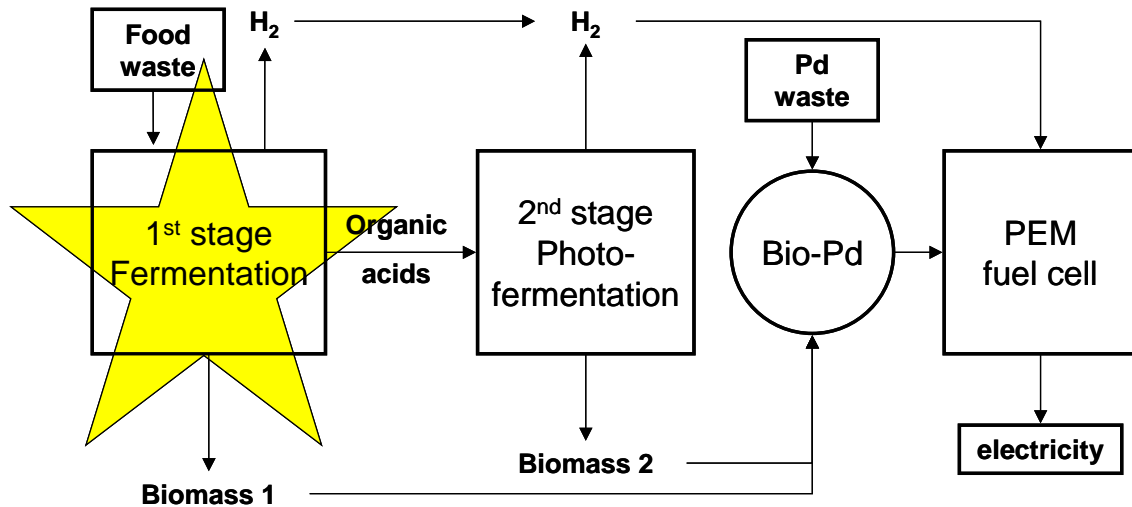 Food
waste
H2
H2
Pd
waste
1st stage
Fermentation
Organic
acids
2nd stage
Photo-
fermentation
Bio-Pd
PEM
fuel cell
Biomass 1
Biomass 2
electricity